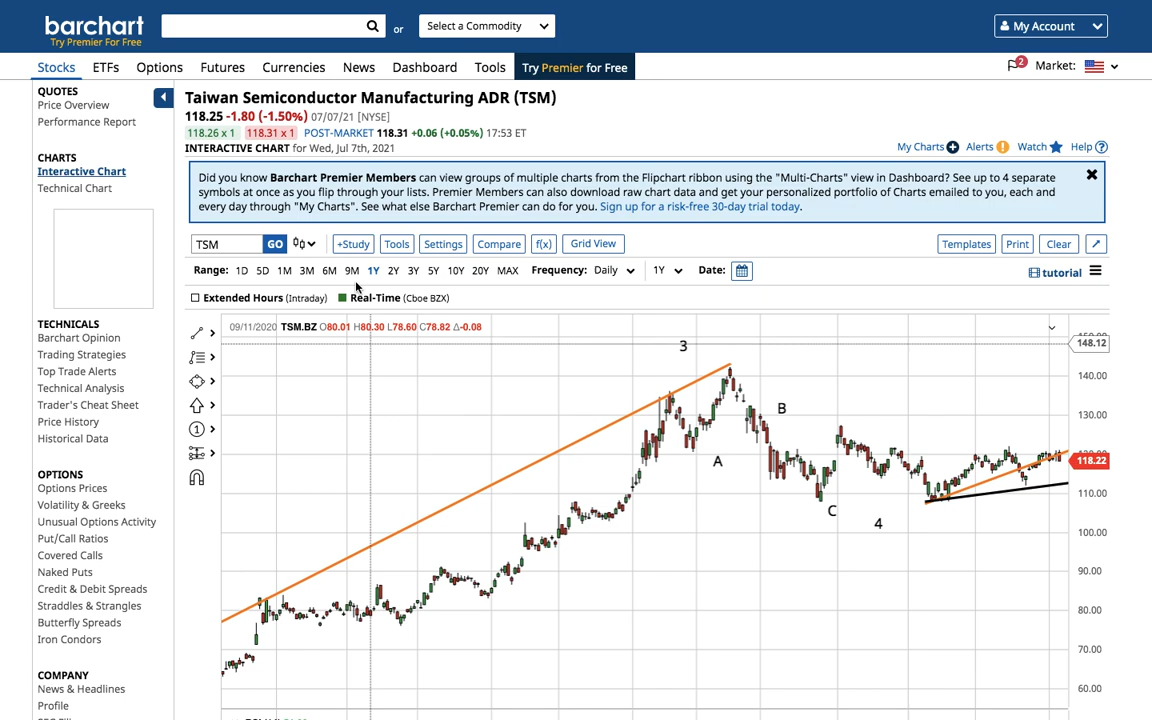 barchart
Try Premier For Free
or
Select a Commodity
My Account
Stocks ETFs Options Futures Currencies News Dashboard Tools Try Premier for Free
2 Market:
QUOTES
Price Overview
Performance Report
CHARTS
Interactive Chart
Technical Chart
TECHNICALS
Barchart Opinion
Trading Strategies
Top Trade Alerts
Technical Analysis
Trader's Cheat Sheet
Price History
Historical Data
OPTIONS
Options Prices
Volatility & Greeks
Unusual Options Activity
Put/Call Ratios
Covered Calls
Naked Puts
Credit & Debit Spreads
Straddles & Strangles
Butterfly Spreads
Iron Condors
COMPANY
News & Headlines
Profile
Taiwan Semiconductor Manufacturing ADR (TSM)
118.25 -1.80 (-1.50%) 07/07/21 [NYSE]
118.26 x 1 118.31 x 1 POST-MARKET 118.31 +0.06 (+0.05%) 17:53 ET
INTERACTIVE CHART for Wed, Jul 7th, 2021
My Charts Alerts Watch Help
Did you know Barchart Premier Members can view groups of multiple charts from the Flipchart ribbon using the "Multi-Charts" view in Dashboard? See up to 4 separate
symbols at once as you flip through your lists. Premier Members can also download raw chart data and get your personalized portfolio of Charts emailed to you, each and
every day through "My Charts". See what else Barchart Premier can do for you. Sign up for a risk-free 30-day trial today.
TSM GO +Study Tools Settings Compare f(x) Grid View Templates Print Clear
Range: 1D 5D 1M 3M 6M 9M 1Y 2Y 3Y 5Y 10Y 20Y MAX Frequency: Daily 1Y Date: tutorial
Extended Hours (Intraday) Real-Time (Cboe BZX)
09/11/2020 TSM.BZ O80.01 H80.30 L78.60 C78.82 Δ-0.08
148.12
3
140.00
B
130.00
A
118.22
110.00
C
4
100.00
90.00
80.00
70.00
60.00